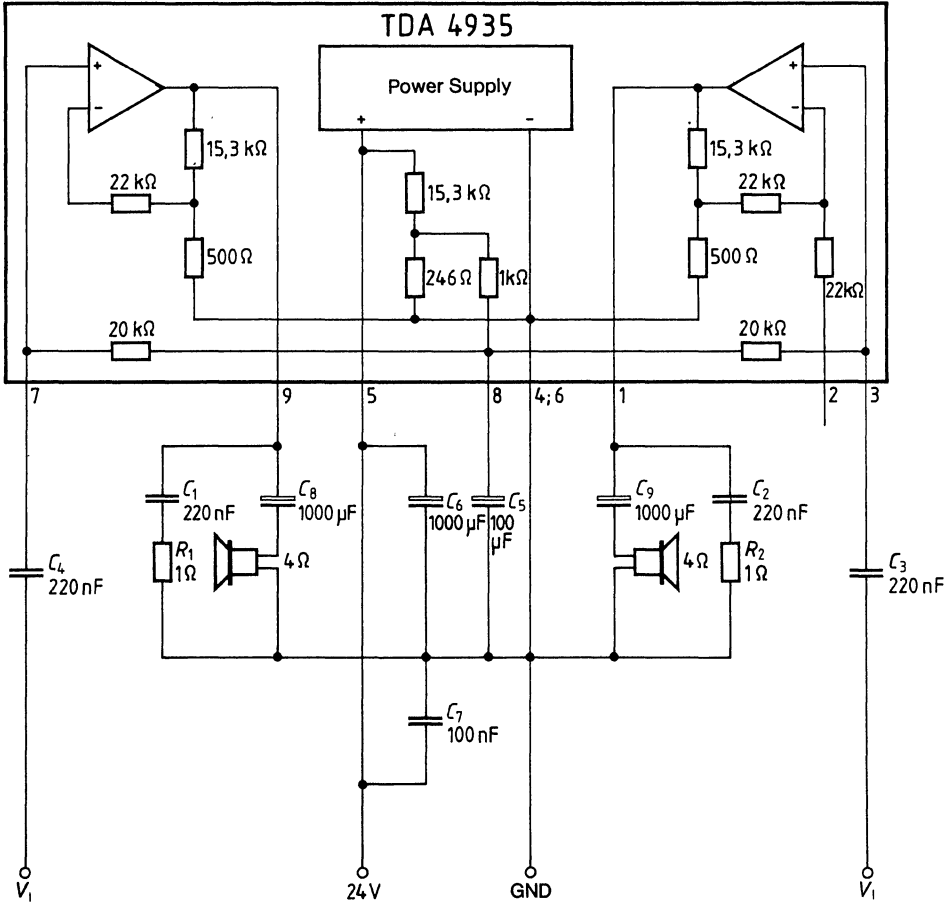 TDA 4935
Power Supply
+ -
+
-
+
-
15,3 kΩ
22 kΩ
500 Ω
15,3 kΩ
246 Ω
1kΩ
15,3 kΩ
22 kΩ
500 Ω
22kΩ
20 kΩ
20 kΩ
7 9 5 8 4; 6 1 2 3
C1
220 nF
C8
1000 µF
C6
1000 µF
C5
100
µF
C9
1000 µF
C2
220 nF
R1
1Ω
4Ω
4Ω
R2
1Ω
C4
220 nF
C3
220 nF
C7
100 nF
VI
24 V
GND
VI